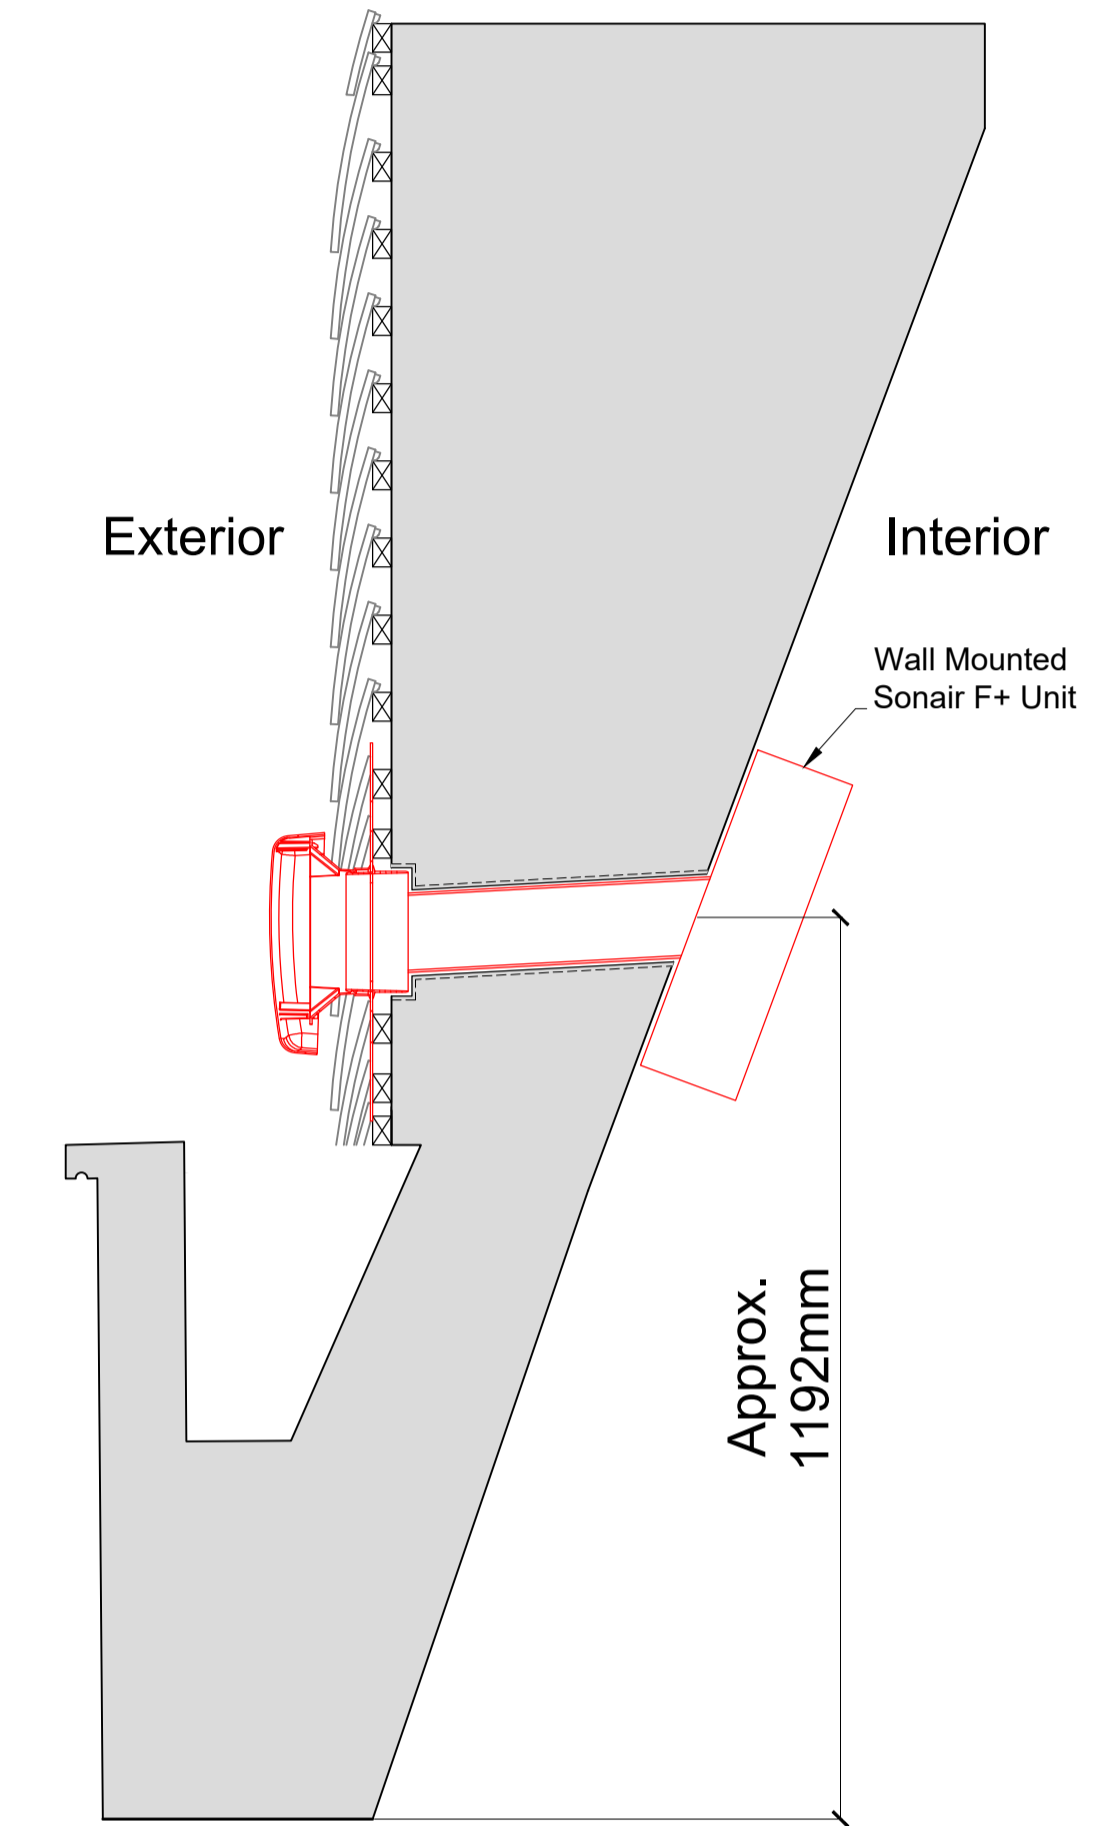 Exterior
Interior
Wall Mounted
Sonair F+ Unit
Approx.
1192mm